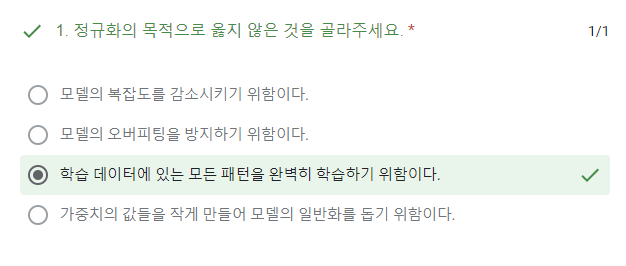 1. 정규화의 목적으로 옳지 않은 것을 골라주세요. * 1/1
모델의 복잡도를 감소시키기 위함이다.
모델의 오버피팅을 방지하기 위함이다.
학습 데이터에 있는 모든 패턴을 완벽히 학습하기 위함이다.
가중치의 값들을 작게 만들어 모델의 일반화를 돕기 위함이다.